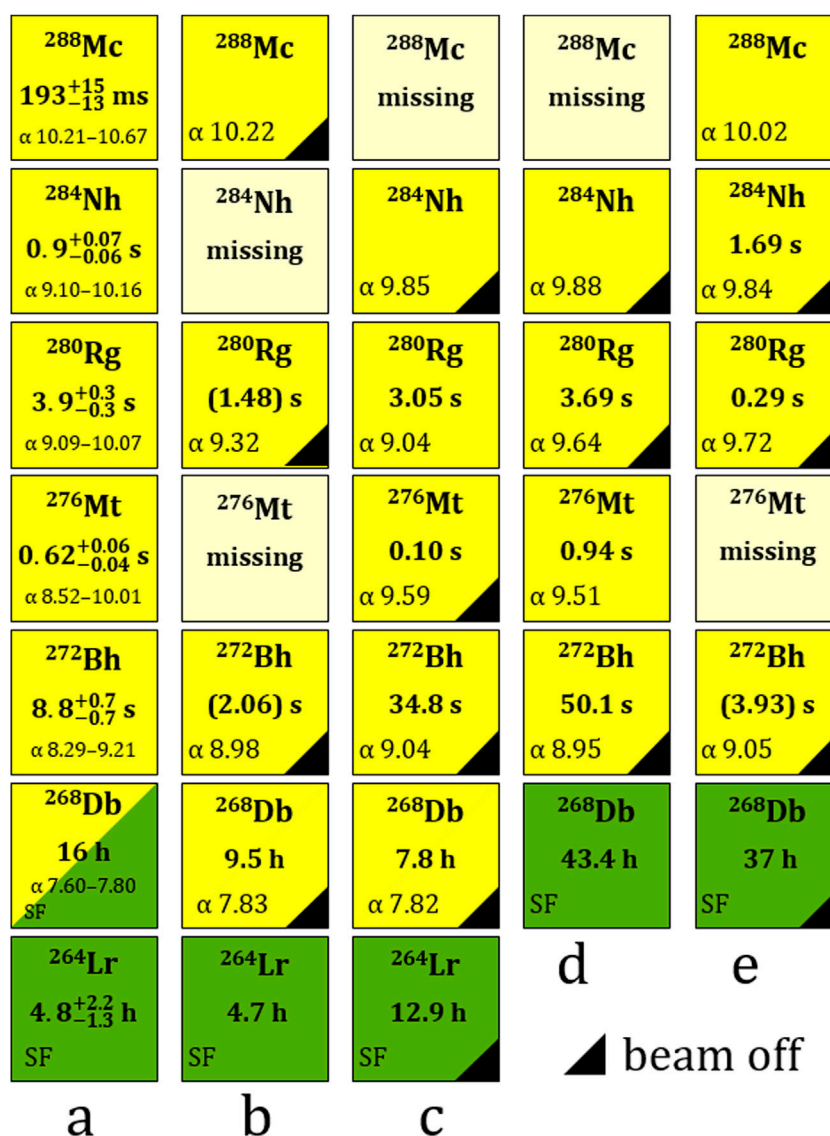 ²⁸⁸Mc
193⁺¹⁵₋₁₃ ms
α 10.21–10.67
²⁸⁴Nh
0.9⁺⁰·⁰⁷₋₀.₀₆ s
α 9.10–10.16
²⁸⁰Rg
3.9⁺⁰·³₋₀.₃ s
α 9.09–10.07
²⁷⁶Mt
0.62⁺⁰·⁰⁶₋₀.₀₄ s
α 8.52–10.01
²⁷²Bh
8.8⁺⁰·⁷₋₀.₇ s
α 8.29–9.21
²⁶⁸Db
16 h
α 7.60–7.80
SF
²⁶⁴Lr
4.8⁺²·²₋₁.₃ h
SF
a
²⁸⁸Mc
α 10.22
²⁸⁴Nh
missing
²⁸⁰Rg
(1.48) s
α 9.32
²⁷⁶Mt
missing
²⁷²Bh
(2.06) s
α 8.98
²⁶⁸Db
9.5 h
α 7.83
²⁶⁴Lr
4.7 h
SF
b
²⁸⁸Mc
missing
²⁸⁴Nh
α 9.85
²⁸⁰Rg
3.05 s
α 9.04
²⁷⁶Mt
0.10 s
α 9.59
²⁷²Bh
34.8 s
α 9.04
²⁶⁸Db
7.8 h
α 7.82
²⁶⁴Lr
12.9 h
SF
c
²⁸⁸Mc
missing
²⁸⁴Nh
α 9.88
²⁸⁰Rg
3.69 s
α 9.64
²⁷⁶Mt
0.94 s
α 9.51
²⁷²Bh
50.1 s
α 8.95
²⁶⁸Db
43.4 h
SF
d
²⁸⁸Mc
α 10.02
²⁸⁴Nh
1.69 s
α 9.84
²⁸⁰Rg
0.29 s
α 9.72
²⁷⁶Mt
missing
²⁷²Bh
(3.93) s
α 9.05
²⁶⁸Db
37 h
SF
e
beam off